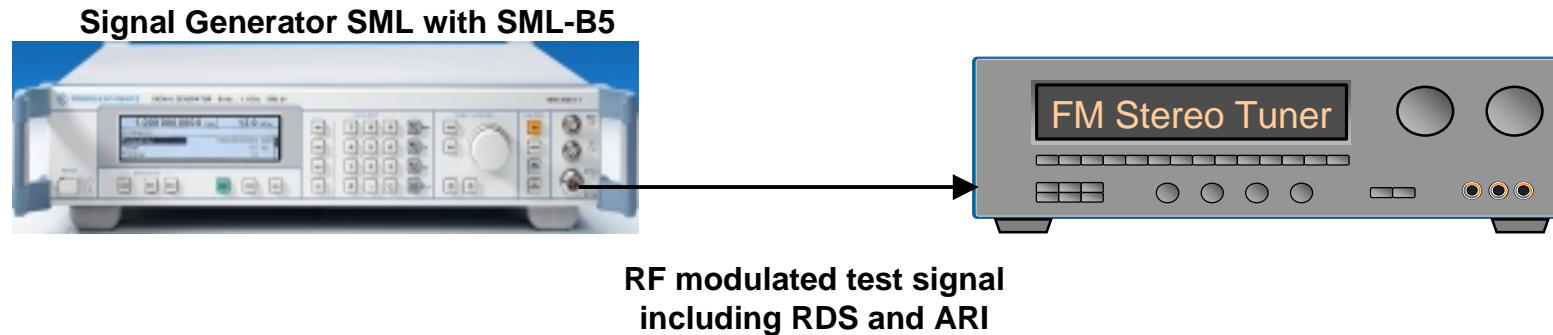 Signal Generator SML with SML-B5
FM Stereo Tuner
RF modulated test signal
including RDS and ARI